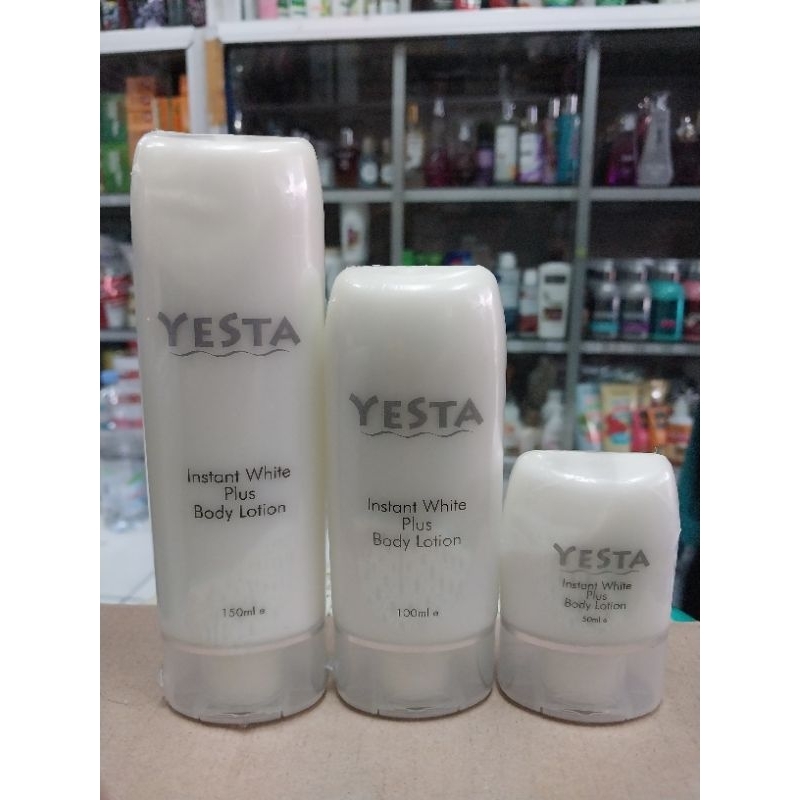 YESTA
Instant White
Plus
Body Lotion
150ml e
YESTA
Instant White
Plus
Body Lotion
100ml e
YESTA
Instant White
Plus
Body Lotion
50ml e